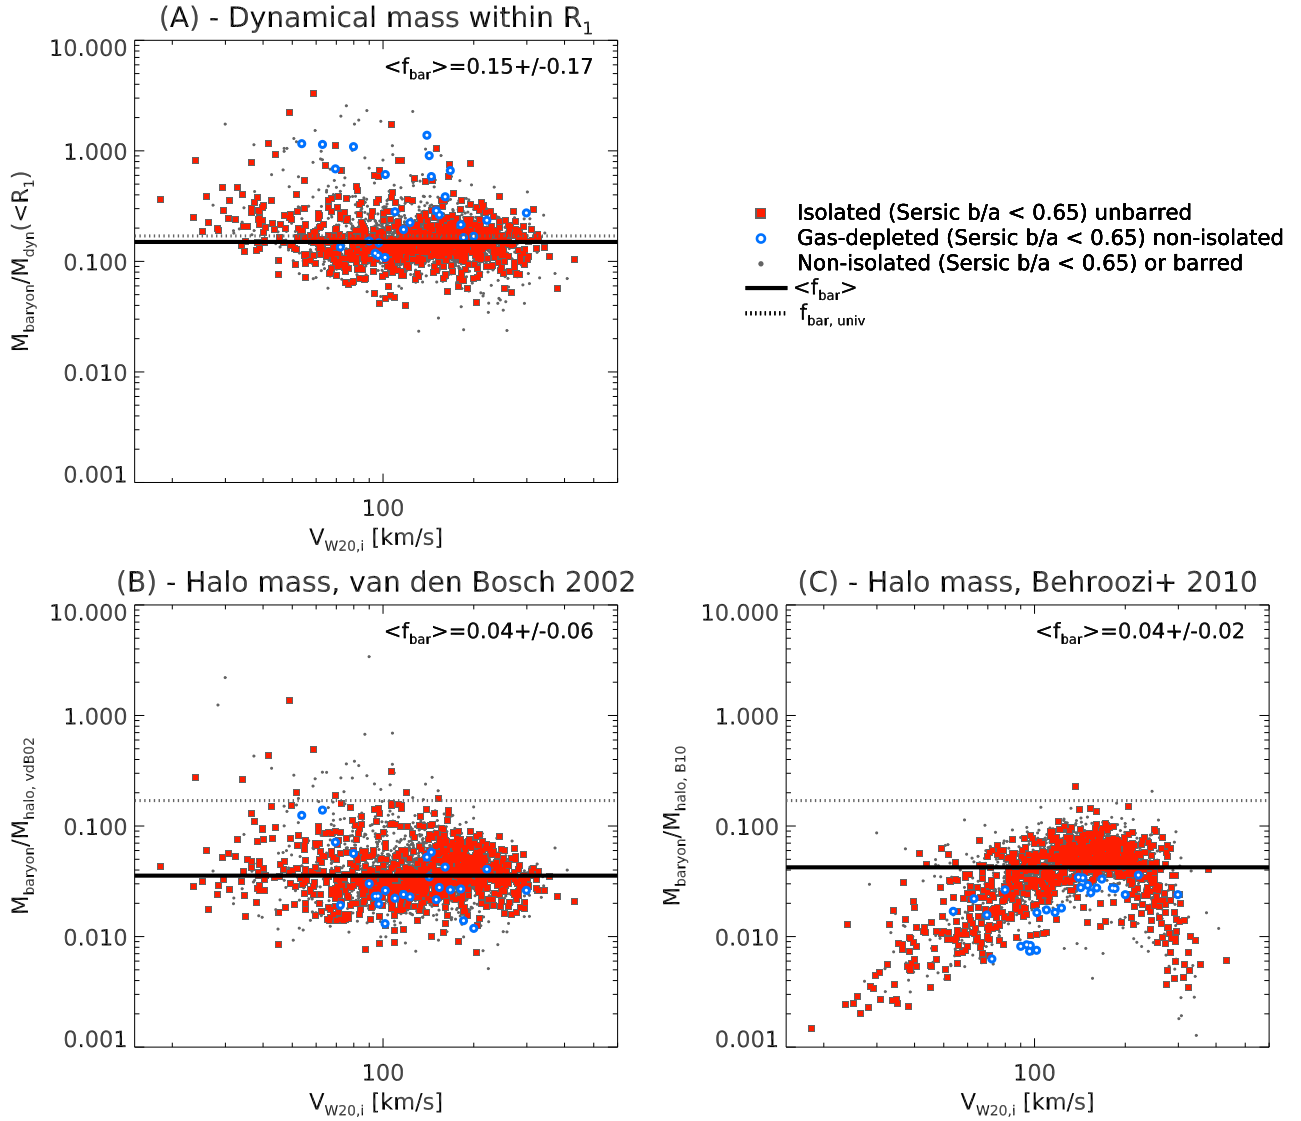 (A) - Dynamical mass within R1
<fbar>=0.15+/-0.17
10.000
1.000
0.100
0.010
0.001
Mbaryon/Mdyn(<R1)
100
VW20,i [km/s]
Isolated (Sersic b/a < 0.65) unbarred
Gas-depleted (Sersic b/a < 0.65) non-isolated
Non-isolated (Sersic b/a < 0.65) or barred
<fbar>
fbar, univ
(B) - Halo mass, van den Bosch 2002
<fbar>=0.04+/-0.06
10.000
1.000
0.100
0.010
0.001
Mbaryon/Mhalo, vdB02
100
VW20,i [km/s]
(C) - Halo mass, Behroozi+ 2010
<fbar>=0.04+/-0.02
10.000
1.000
0.100
0.010
0.001
Mbaryon/Mhalo, B10
100
VW20,i [km/s]